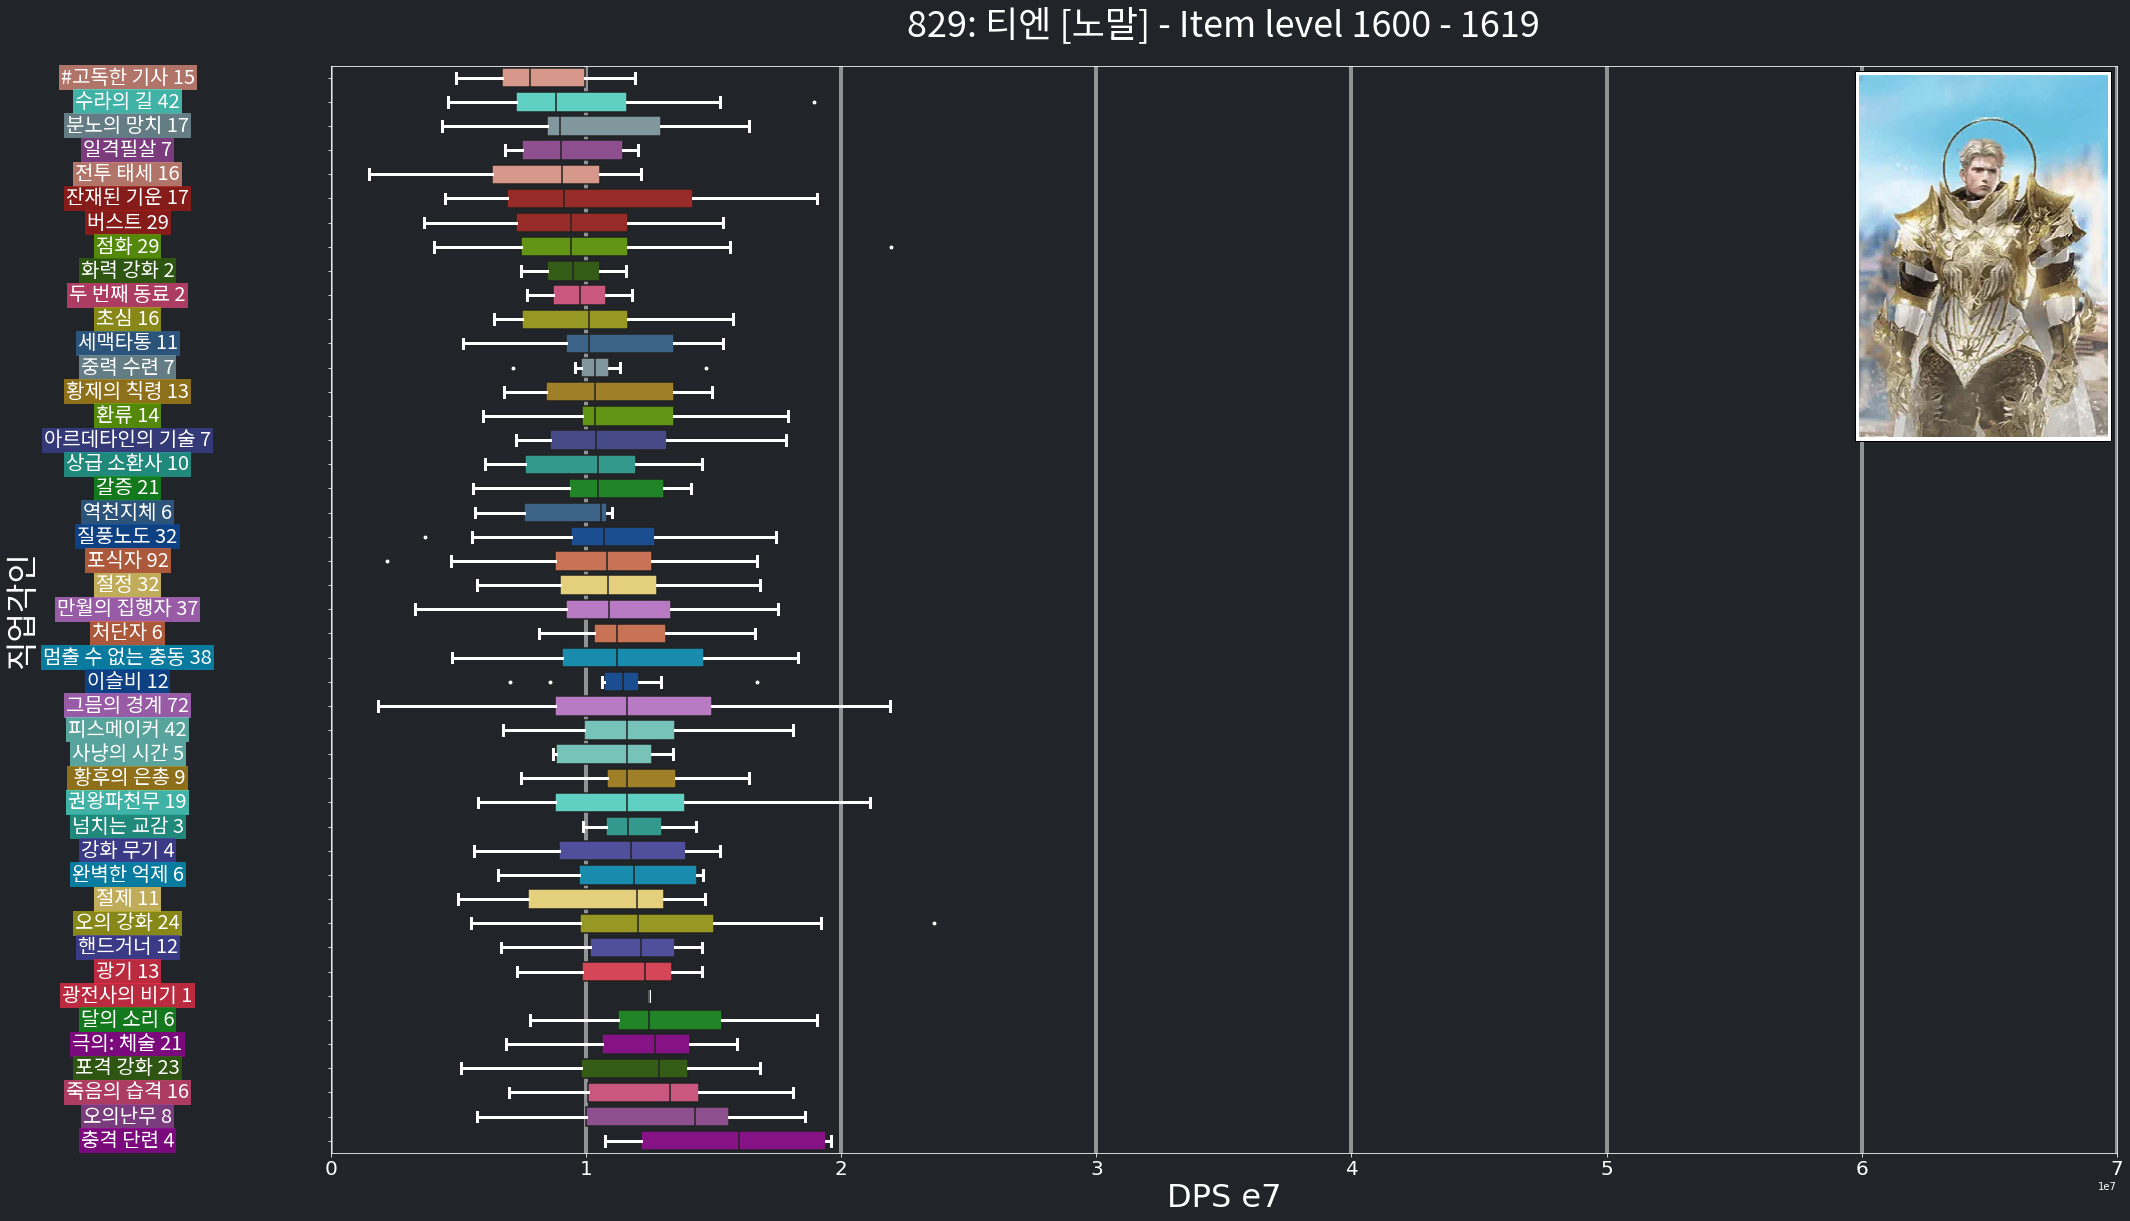 829: 티엔 [노말] - Item level 1600 - 1619
#고독한 기사 15
수라의 길 42
분노의 망치 17
일격필살 7
전투 태세 16
잔재된 기운 17
버스트 29
점화 29
화력 강화 2
두 번째 동료 2
초심 16
세맥타통 11
중력 수련 7
황제의 칙령 13
환류 14
아르데타인의 기술 7
상급 소환사 10
갈증 21
역천지체 6
질풍노도 32
포식자 92
절정 32
만월의 집행자 37
처단자 6
멈출 수 없는 충동 38
이슬비 12
그믐의 경계 72
피스메이커 42
사냥의 시간 5
황후의 은총 9
권왕파천무 19
넘치는 교감 3
강화 무기 4
완벽한 억제 6
절제 11
오의 강화 24
핸드거너 12
광기 13
광전사의 비기 1
달의 소리 6
극의: 체술 21
포격 강화 23
죽음의 습격 16
오의난무 8
충격 단련 4
직업각인
0 1 2 3 4 5 6 7
1e7
DPS e7